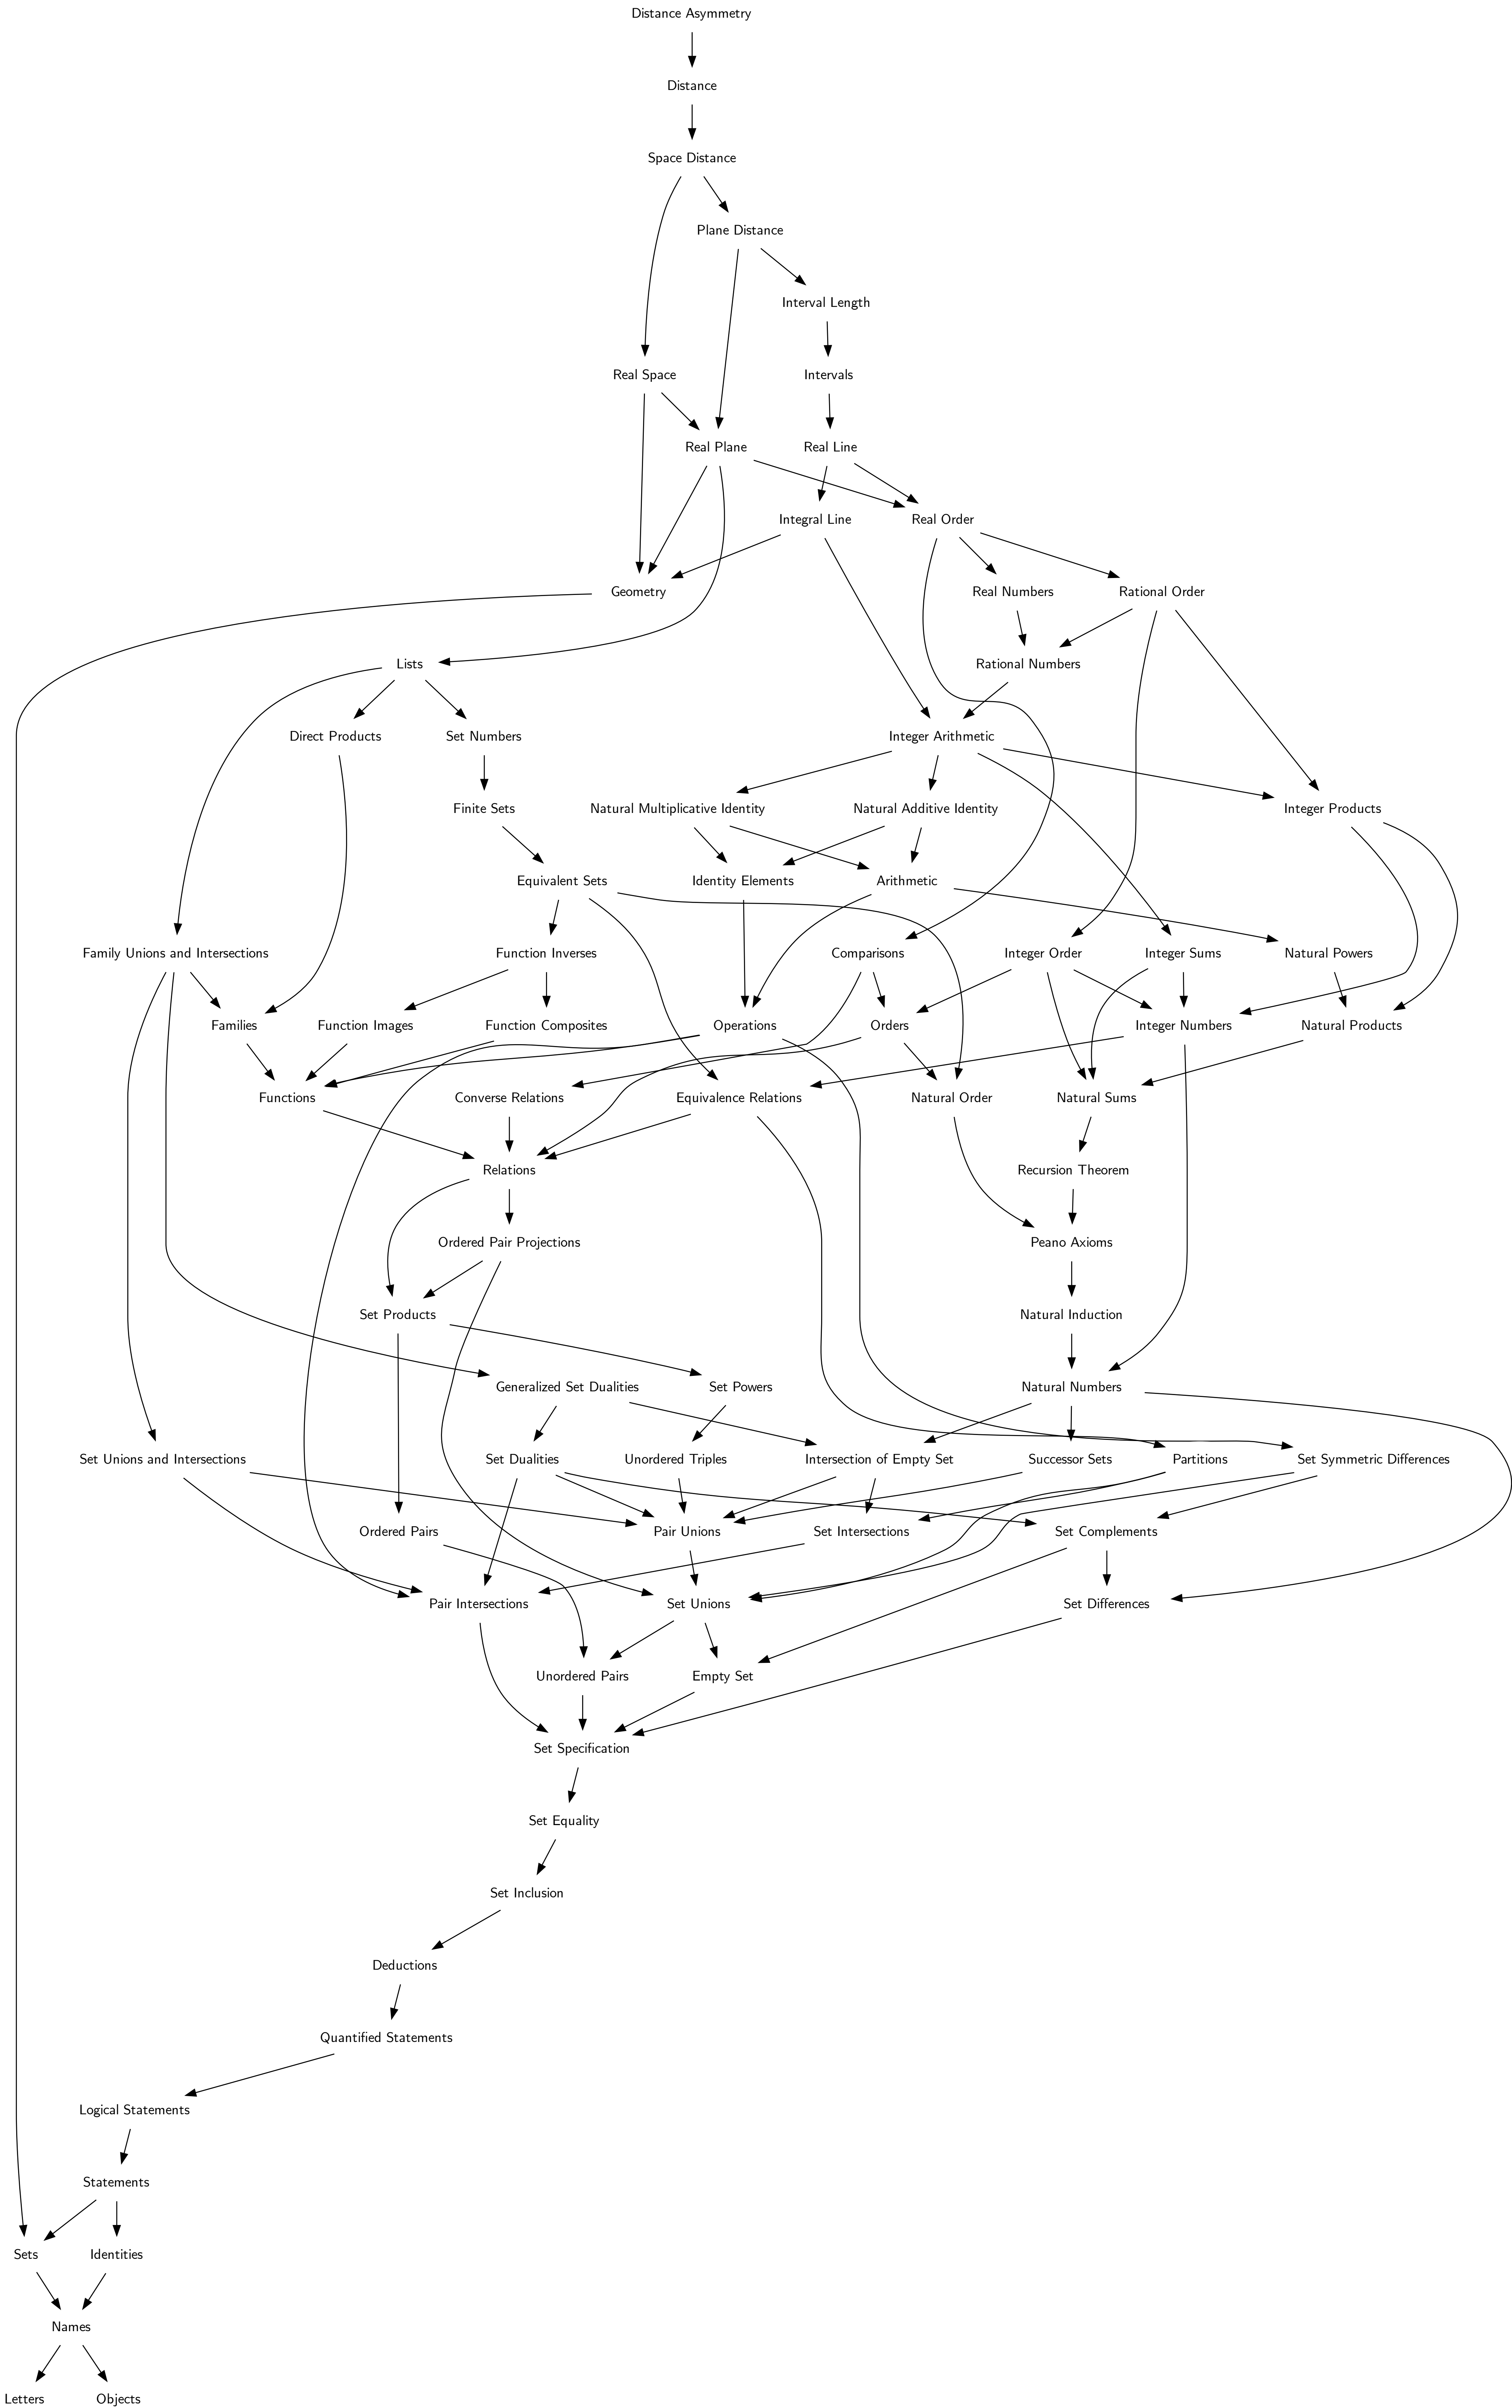 Distance Asymmetry
Distance
Space Distance
Plane Distance
Interval Length
Real Space
Intervals
Real Plane
Real Line
Integral Line
Real Order
Geometry
Real Numbers
Rational Order
Lists
Rational Numbers
Direct Products
Set Numbers
Integer Arithmetic
Finite Sets
Natural Multiplicative Identity
Natural Additive Identity
Integer Products
Equivalent Sets
Identity Elements
Arithmetic
Family Unions and Intersections
Function Inverses
Comparisons
Integer Order
Integer Sums
Natural Powers
Families
Function Images
Function Composites
Operations
Orders
Integer Numbers
Natural Products
Functions
Converse Relations
Equivalence Relations
Natural Order
Natural Sums
Relations
Recursion Theorem
Ordered Pair Projections
Peano Axioms
Set Products
Natural Induction
Generalized Set Dualities
Set Powers
Natural Numbers
Set Unions and Intersections
Set Dualities
Unordered Triples
Intersection of Empty Set
Successor Sets
Partitions
Set Symmetric Differences
Ordered Pairs
Pair Unions
Set Intersections
Set Complements
Pair Intersections
Set Unions
Set Differences
Unordered Pairs
Empty Set
Set Specification
Set Equality
Set Inclusion
Deductions
Quantified Statements
Logical Statements
Statements
Sets
Identities
Names
Letters
Objects